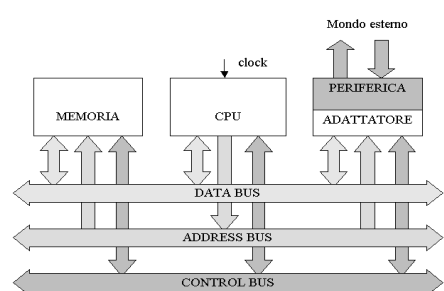 Mondo esterno
clock
PERIFERICA
MEMORIA
CPU
ADATTATORE
DATA BUS
ADDRESS BUS
CONTROL BUS